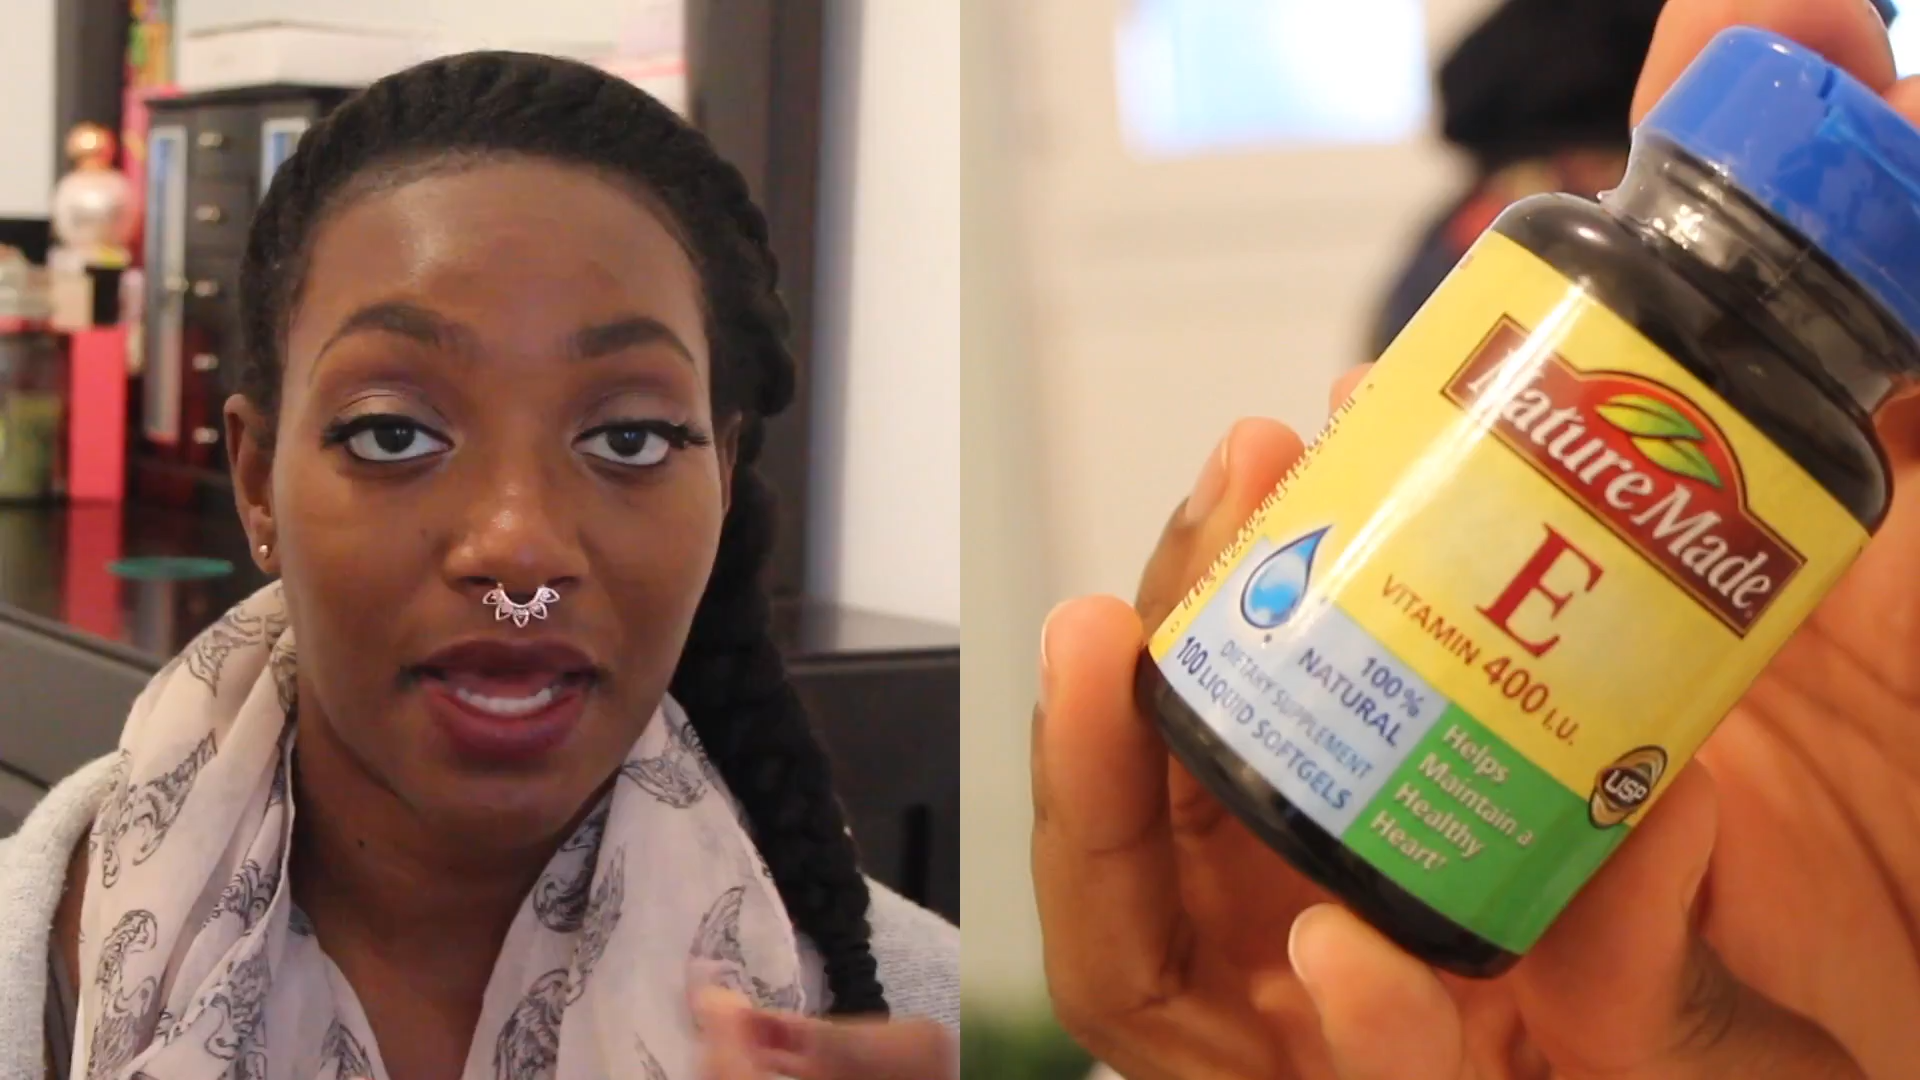 NatureMade
E
VITAMIN 400 I.U.
100%
NATURAL
DIETARY SUPPLEMENT
100 LIQUID SOFTGELS
Helps
Maintain a
Healthy
Heart†
USP